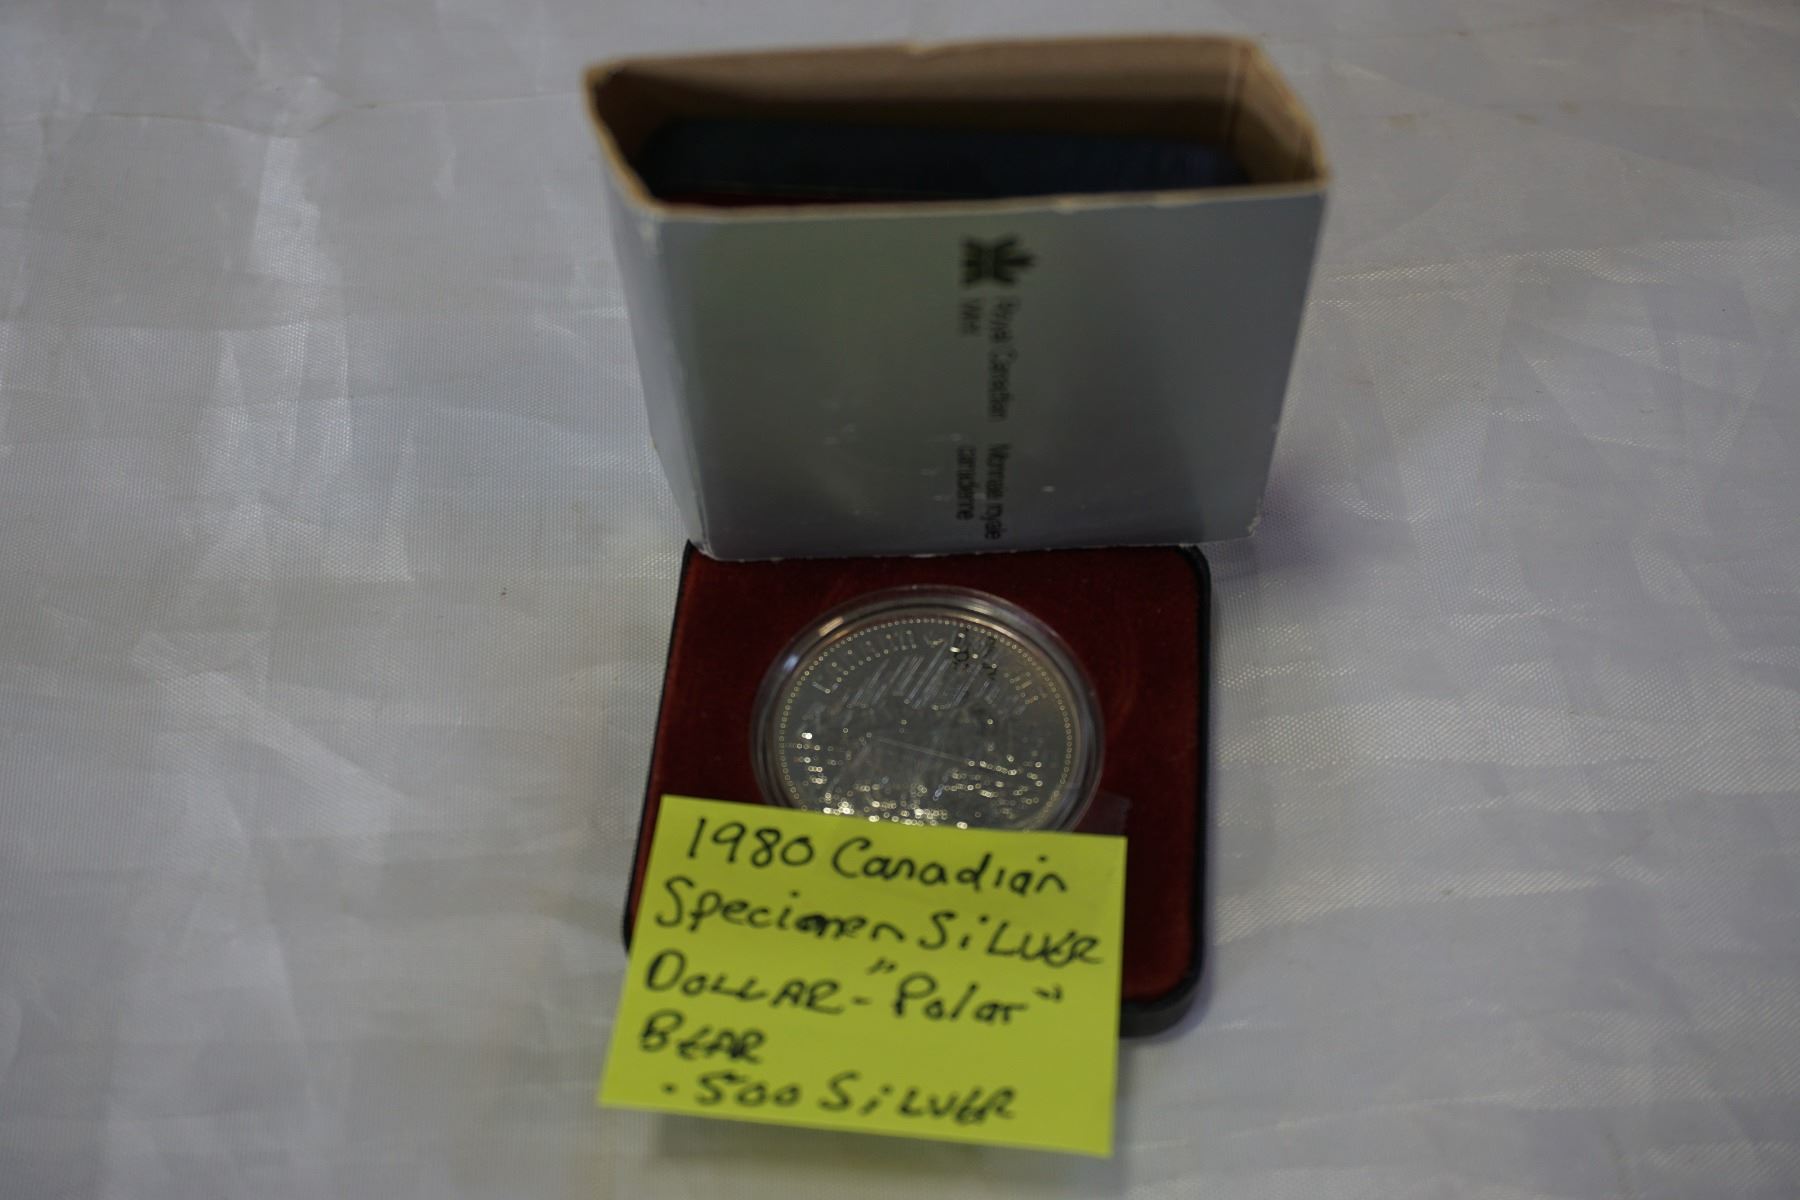 Royal Canadian Monnaie royale
Mint canadienne
1980 Canadian
Specimen SiLVER
DOLLAR - "Polar"
BEAR
.500 SiLVER